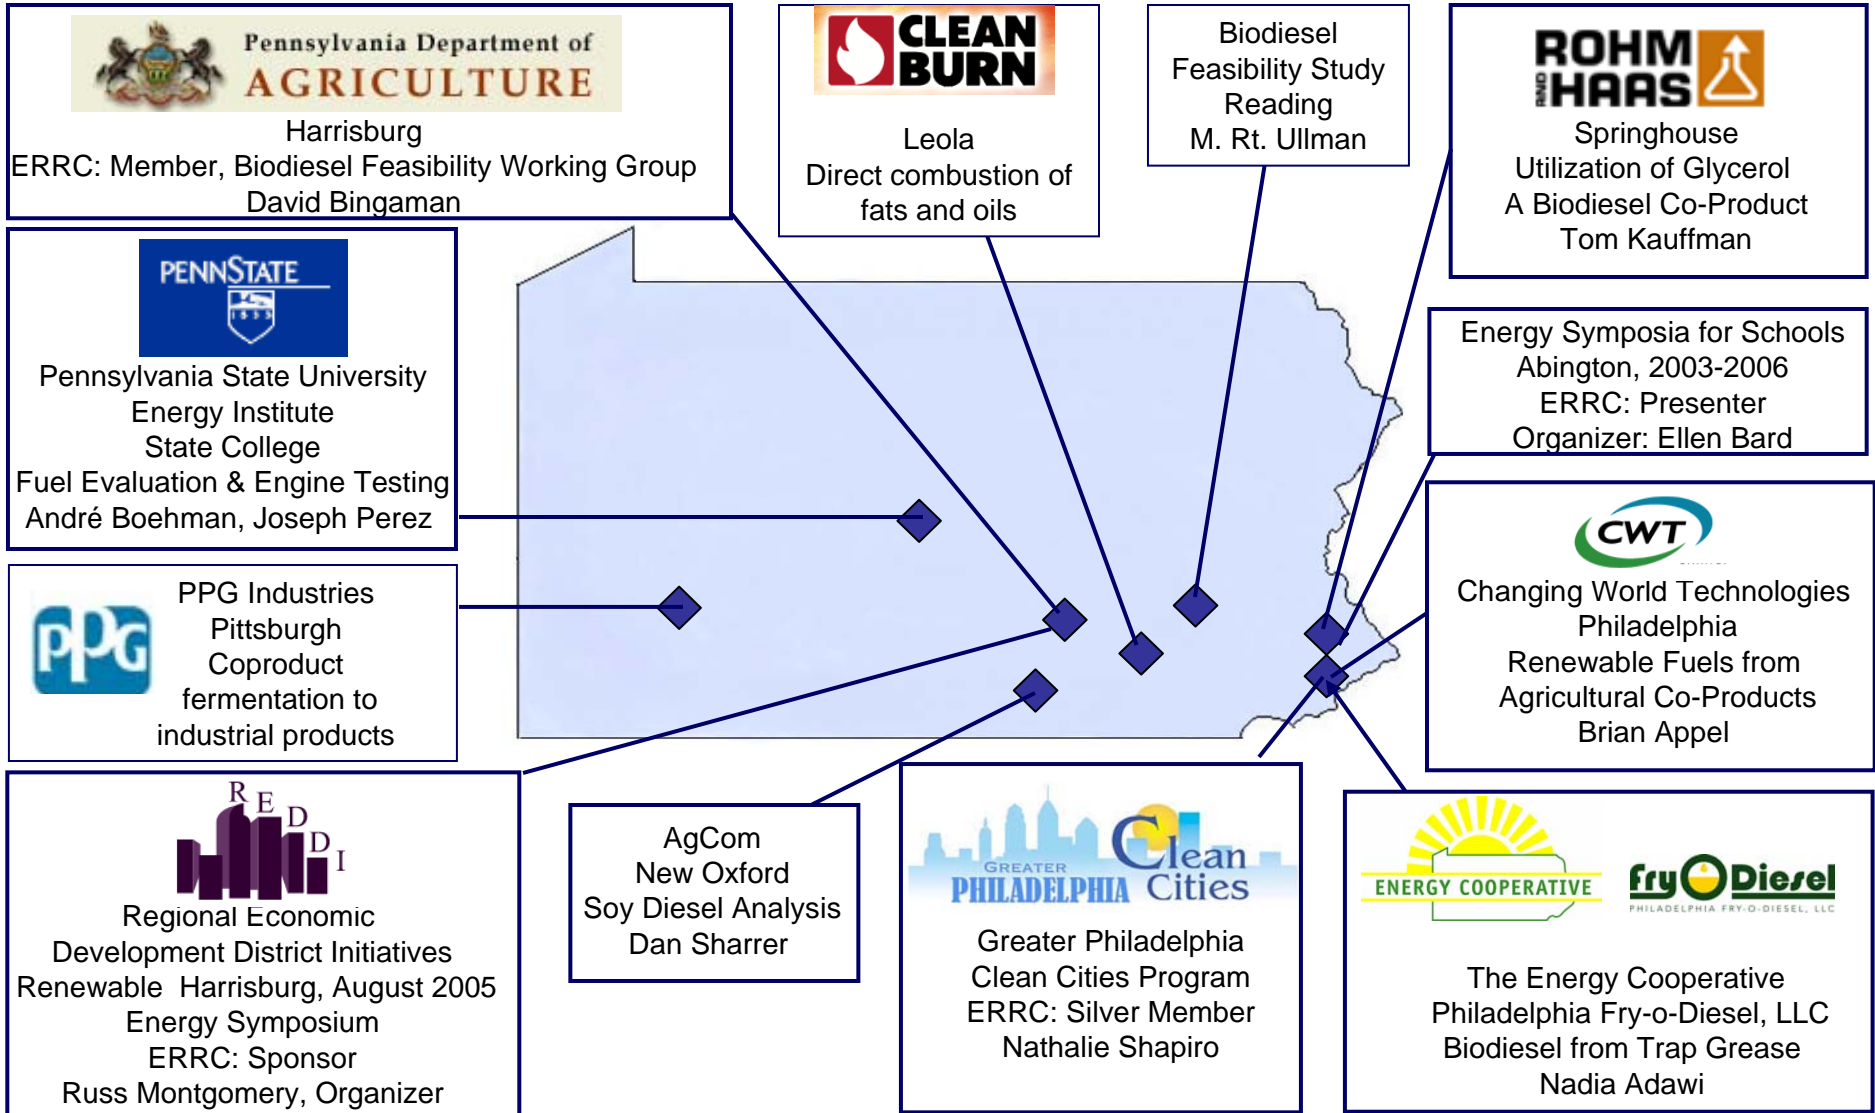 Pennsylvania Department of
AGRICULTURE
Harrisburg
ERRC: Member, Biodiesel Feasibility Working Group
David Bingaman
CLEAN
BURN
Leola
Direct combustion of
fats and oils
Biodiesel
Feasibility Study
Reading
M. Rt. Ullman
ROHM
AND HAAS
Springhouse
Utilization of Glycerol
A Biodiesel Co-Product
Tom Kauffman
PENNSTATE
1855
Pennsylvania State University
Energy Institute
State College
Fuel Evaluation & Engine Testing
André Boehman, Joseph Perez
Energy Symposia for Schools
Abington, 2003-2006
ERRC: Presenter
Organizer: Ellen Bard
PPG
PPG Industries
Pittsburgh
Coproduct
fermentation to
industrial products
CWT
Changing World Technologies
Philadelphia
Renewable Fuels from
Agricultural Co-Products
Brian Appel
REDDI
Regional Economic
Development District Initiatives
Renewable Harrisburg, August 2005
Energy Symposium
ERRC: Sponsor
Russ Montgomery, Organizer
AgCom
New Oxford
Soy Diesel Analysis
Dan Sharrer
GREATER
PHILADELPHIA
Clean
Cities
Greater Philadelphia
Clean Cities Program
ERRC: Silver Member
Nathalie Shapiro
ENERGY COOPERATIVE
fryODiesel
PHILADELPHIA FRY-O-DIESEL, LLC
The Energy Cooperative
Philadelphia Fry-o-Diesel, LLC
Biodiesel from Trap Grease
Nadia Adawi